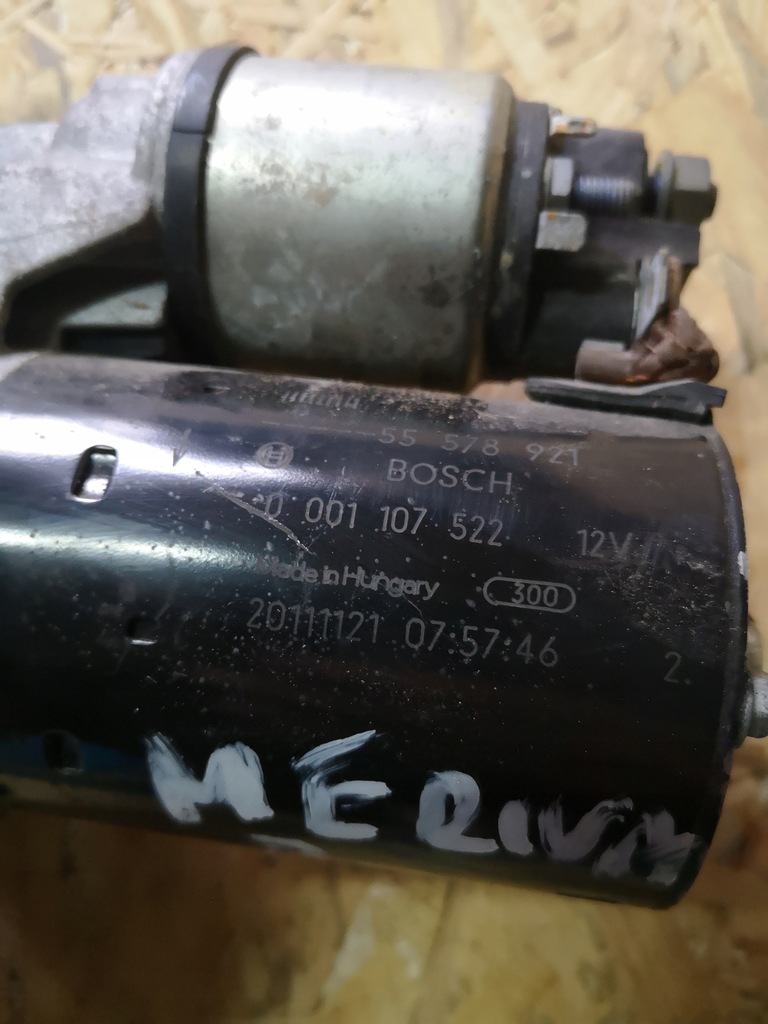 55 578 921
BOSCH
0 001 107 522 12V
Made in Hungary 300
20111121 07:57:46 2.
MERIVA